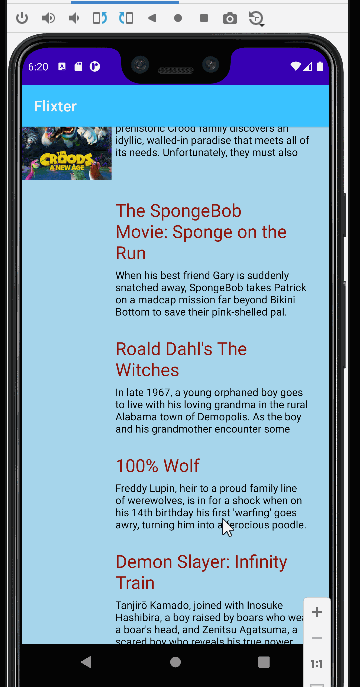 6:20
Flixter
prehistoric Crood family discovers an
idyllic, walled-in paradise that meets all of
its needs. Unfortunately, they must also
THE CROODS
A NEW AGE
The SpongeBob
Movie: Sponge on the
Run
When his best friend Gary is suddenly
snatched away, SpongeBob takes Patrick
on a madcap mission far beyond Bikini
Bottom to save their pink-shelled pal.
Roald Dahl's The
Witches
In late 1967, a young orphaned boy goes
to live with his loving grandma in the rural
Alabama town of Demopolis. As the boy
and his grandmother encounter some
100% Wolf
Freddy Lupin, heir to a proud family line
of werewolves, is in for a shock when on
his 14th birthday his first 'warfing' goes
awry, turning him into a ferocious poodle.
Demon Slayer: Infinity
Train
Tanjirō Kamado, joined with Inosuke
Hashibira, a boy raised by boars who wea
a boar's head, and Zenitsu Agatsuma, a
scared boy who reveals his true power
1:1